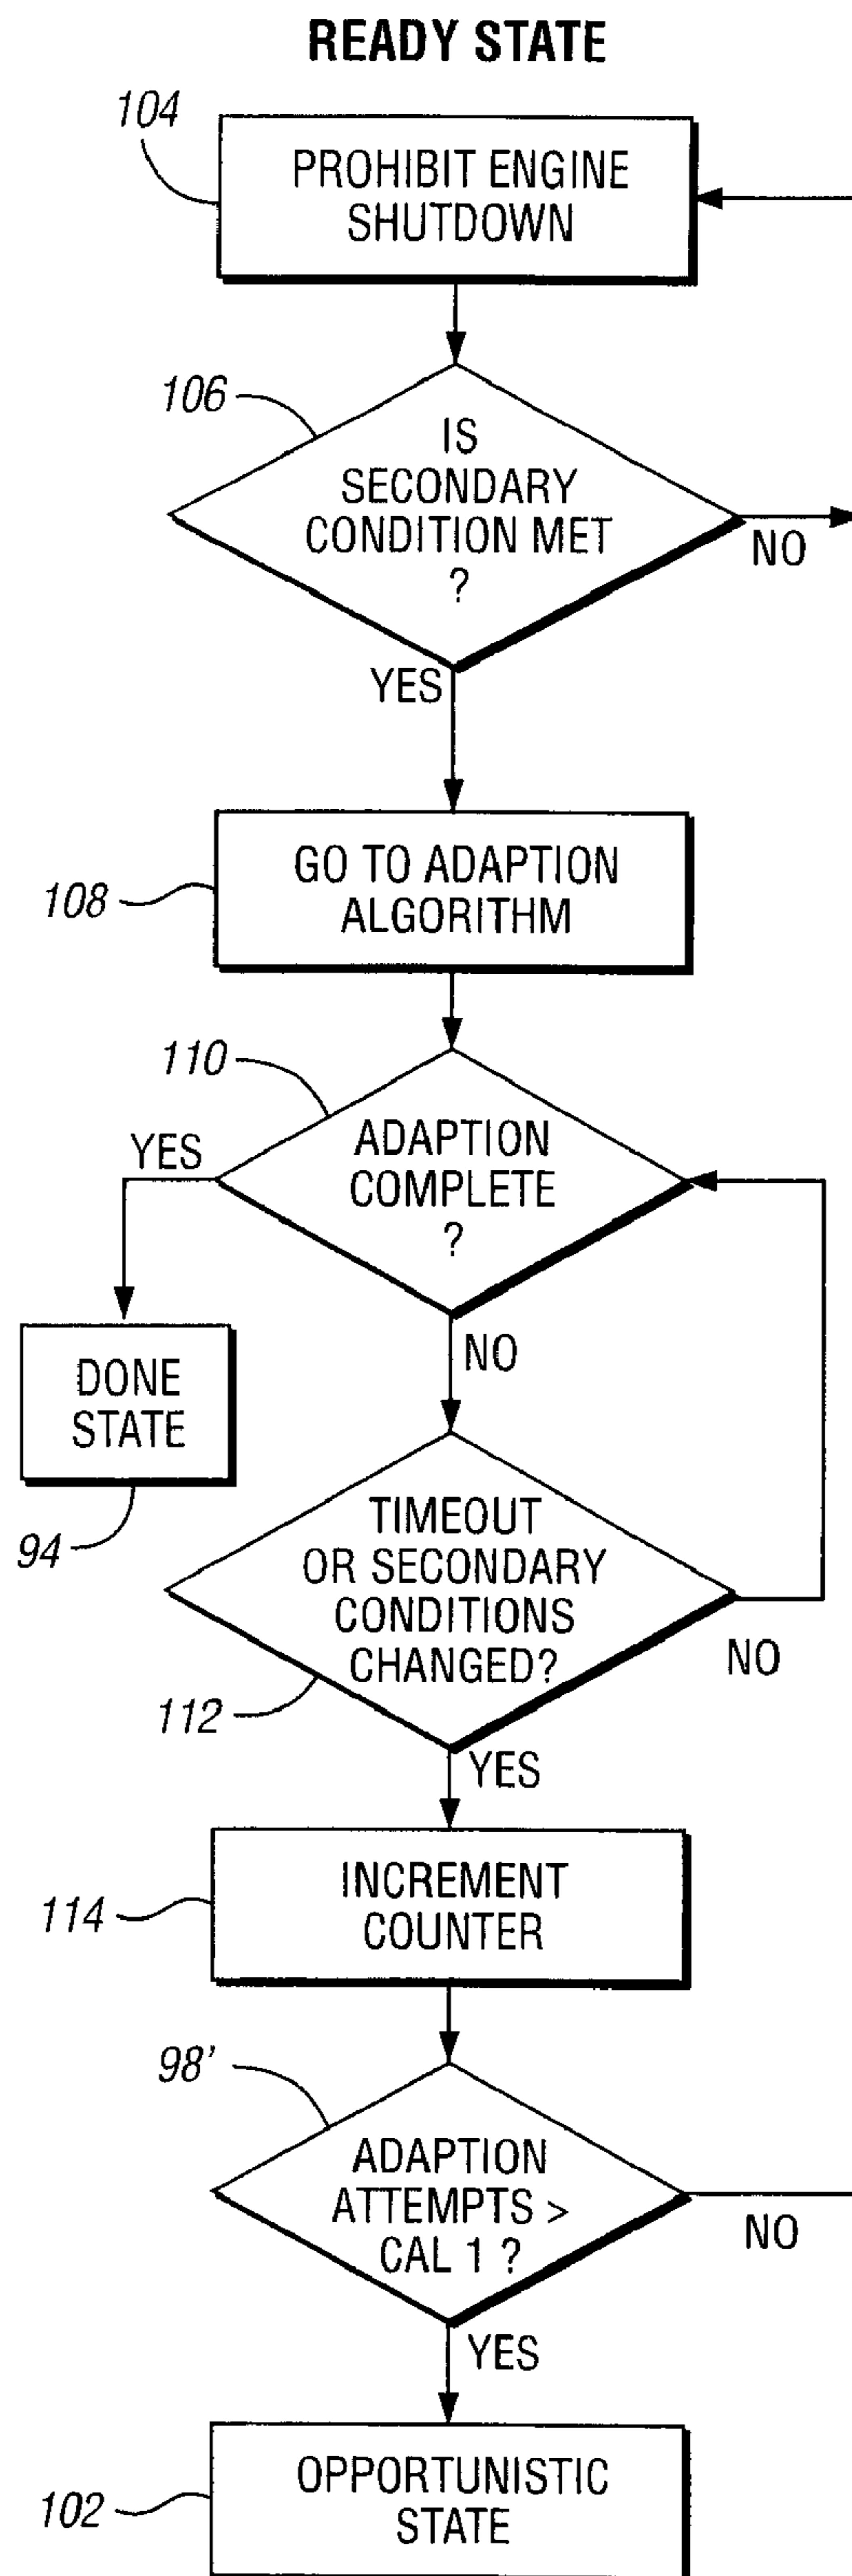 READY STATE
104
PROHIBIT ENGINE
SHUTDOWN
106
IS
SECONDARY
CONDITION MET
?
NO
YES
108
GO TO ADAPTION
ALGORITHM
110
YES
ADAPTION
COMPLETE
?
NO
DONE
STATE
94
TIMEOUT
OR SECONDARY
CONDITIONS
CHANGED?
NO
112
YES
114
INCREMENT
COUNTER
98'
ADAPTION
ATTEMPTS >
CAL 1 ?
NO
YES
102
OPPORTUNISTIC
STATE